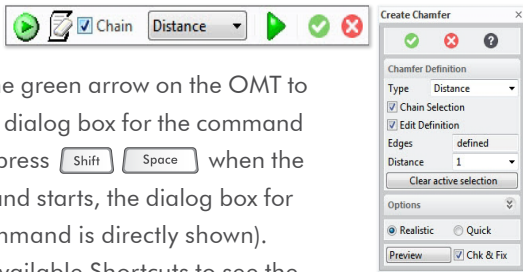 Chain Distance
e green arrow on the OMT to
dialog box for the command
press Shift Space when the
nd starts, the dialog box for
mmand is directly shown).
vailable Shortcuts to see the
Create Chamfer
Chamfer Definition
Type Distance
Chain Selection
Edit Definition
Edges defined
Distance 1
Clear active selection
Options
Realistic Quick
Preview Chk & Fix